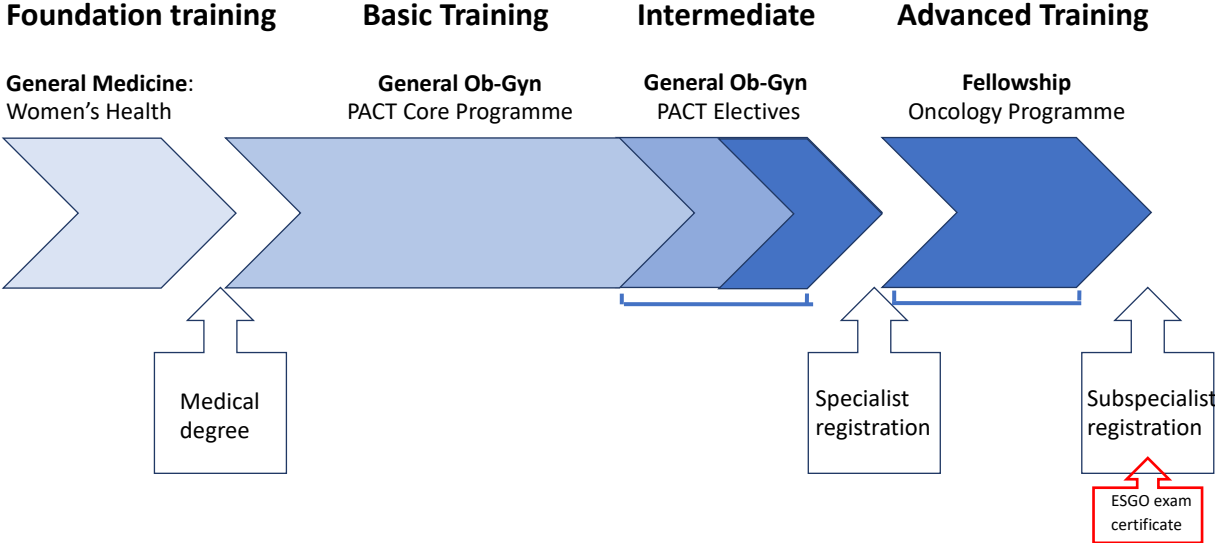 Foundation training
Basic Training
Intermediate
Advanced Training
General Medicine:
Women’s Health
General Ob-Gyn
PACT Core Programme
General Ob-Gyn
PACT Electives
Fellowship
Oncology Programme
Medical
degree
Specialist
registration
Subspecialist
registration
ESGO exam
certificate